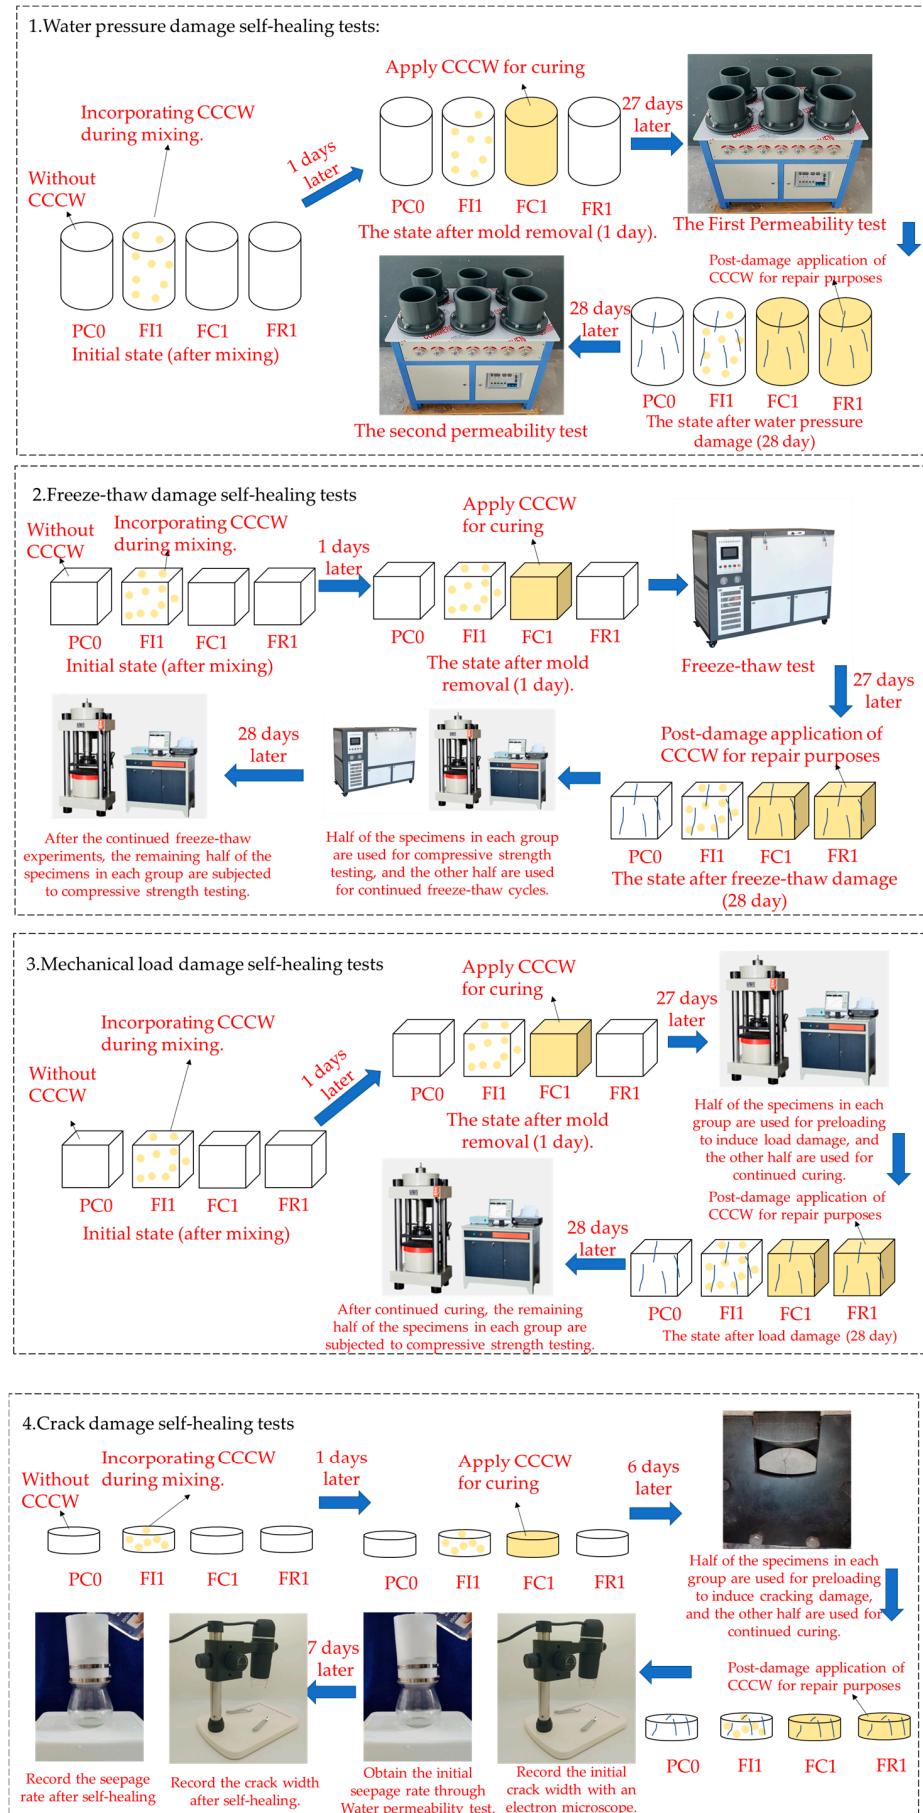 1.Water pressure damage self-healing tests:
Incorporating CCCW
during mixing.
Without
CCCW
PC0 FI1 FC1 FR1
Initial state (after mixing)
1 days
later
Apply CCCW for curing
PC0 FI1 FC1 FR1
The state after mold removal (1 day).
27 days
later
The First Permeability test
Post-damage application of
CCCW for repair purposes
PC0 FI1 FC1 FR1
The state after water pressure
damage (28 day)
28 days
later
The second permeability test
2.Freeze-thaw damage self-healing tests
Without
CCCW
Incorporating CCCW
during mixing.
PC0 FI1 FC1 FR1
Initial state (after mixing)
1 days
later
Apply CCCW
for curing
PC0 FI1 FC1 FR1
The state after mold
removal (1 day).
Freeze-thaw test
27 days
later
Post-damage application of
CCCW for repair purposes
PC0 FI1 FC1 FR1
The state after freeze-thaw damage
(28 day)
Half of the specimens in each group
are used for compressive strength
testing, and the other half are used
for continued freeze-thaw cycles.
28 days
later
After the continued freeze-thaw
experiments, the remaining half of the
specimens in each group are subjected
to compressive strength testing.
3.Mechanical load damage self-healing tests
Incorporating CCCW
during mixing.
Without
CCCW
PC0 FI1 FC1 FR1
Initial state (after mixing)
1 days
later
Apply CCCW
for curing
PC0 FI1 FC1 FR1
The state after mold
removal (1 day).
27 days
later
Half of the specimens in each
group are used for preloading
to induce load damage, and
the other half are used for
continued curing.
Post-damage application of
CCCW for repair purposes
PC0 FI1 FC1 FR1
The state after load damage (28 day)
28 days
later
After continued curing, the remaining
half of the specimens in each group are
subjected to compressive strength testing.
4.Crack damage self-healing tests
Without
CCCW
Incorporating CCCW
during mixing.
PC0 FI1 FC1 FR1
1 days
later
Apply CCCW
for curing
PC0 FI1 FC1 FR1
6 days
later
Half of the specimens in each
group are used for preloading
to induce cracking damage,
and the other half are used for
continued curing.
Post-damage application of
CCCW for repair purposes
PC0 FI1 FC1 FR1
Record the initial
crack width with an
electron microscope.
Obtain the initial
seepage rate through
Water permeability test.
7 days
later
Record the crack width
after self-healing.
Record the seepage
rate after self-healing